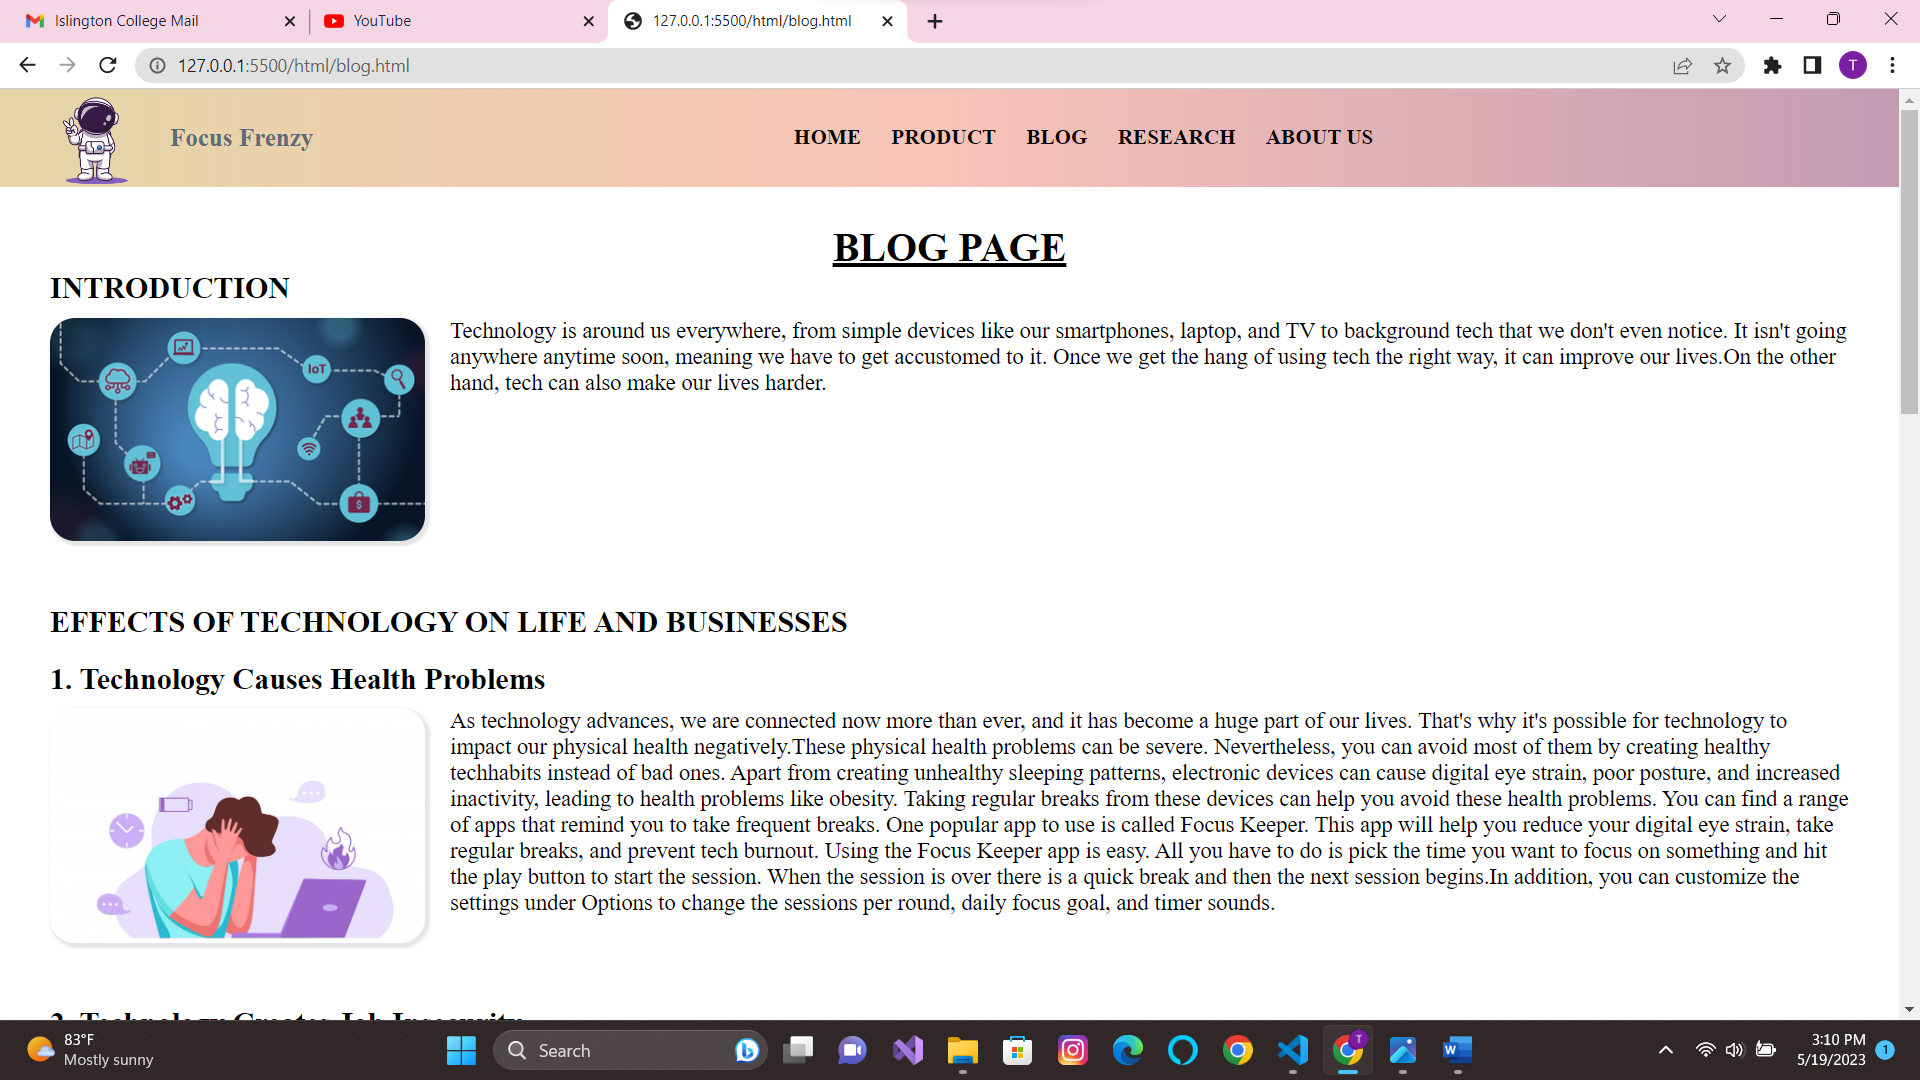 Islington College Mail
YouTube
127.0.0.1:5500/html/blog.html
127.0.0.1:5500/html/blog.html
T
Focus Frenzy
HOME PRODUCT BLOG RESEARCH ABOUT US
BLOG PAGE
INTRODUCTION
IoT
$
Technology is around us everywhere, from simple devices like our smartphones, laptop, and TV to background tech that we don't even notice. It isn't going
anywhere anytime soon, meaning we have to get accustomed to it. Once we get the hang of using tech the right way, it can improve our lives.On the other
hand, tech can also make our lives harder.
EFFECTS OF TECHNOLOGY ON LIFE AND BUSINESSES
1. Technology Causes Health Problems
As technology advances, we are connected now more than ever, and it has become a huge part of our lives. That's why it's possible for technology to
impact our physical health negatively.These physical health problems can be severe. Nevertheless, you can avoid most of them by creating healthy
techhabits instead of bad ones. Apart from creating unhealthy sleeping patterns, electronic devices can cause digital eye strain, poor posture, and increased
inactivity, leading to health problems like obesity. Taking regular breaks from these devices can help you avoid these health problems. You can find a range
of apps that remind you to take frequent breaks. One popular app to use is called Focus Keeper. This app will help you reduce your digital eye strain, take
regular breaks, and prevent tech burnout. Using the Focus Keeper app is easy. All you have to do is pick the time you want to focus on something and hit
the play button to start the session. When the session is over there is a quick break and then the next session begins.In addition, you can customize the
settings under Options to change the sessions per round, daily focus goal, and timer sounds.
2. Technology Creates Job Insecurity
83°F
Mostly sunny
Search
T
W
3:10 PM
5/19/2023
1